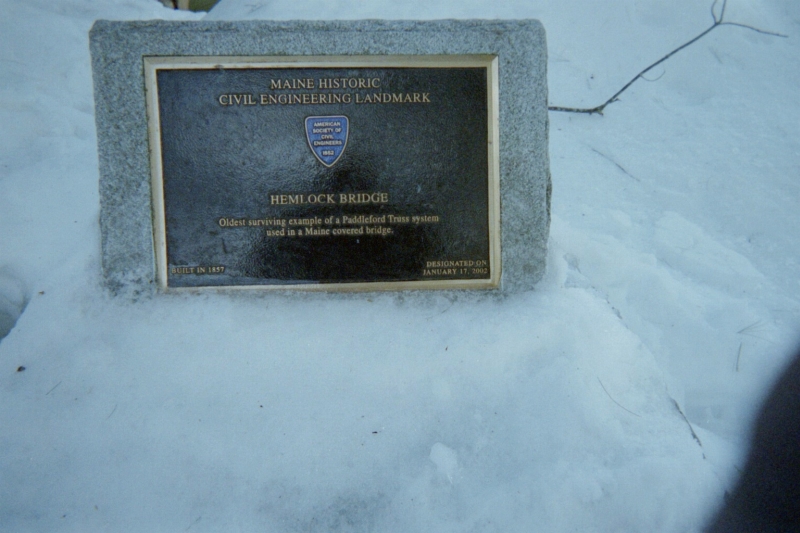 MAINE HISTORIC
CIVIL ENGINEERING LANDMARK
AMERICAN
SOCIETY OF
CIVIL
ENGINEERS
1852
HEMLOCK BRIDGE
Oldest surviving example of a Paddleford Truss system
used in a Maine covered bridge.
BUILT IN 1857
DESIGNATED ON
JANUARY 17, 2002